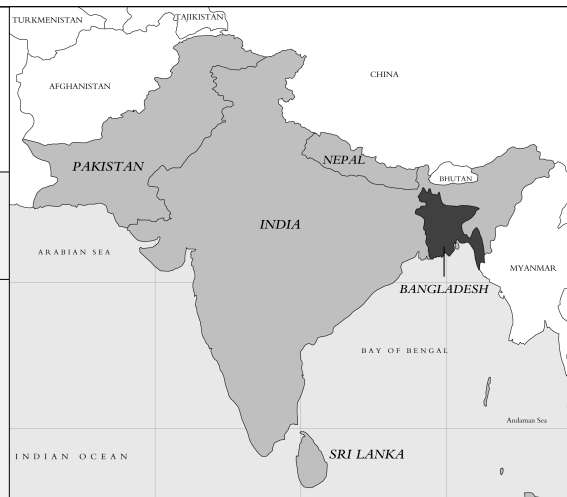 TURKMENISTAN
TAJIKISTAN
CHINA
AFGHANISTAN
NEPAL
PAKISTAN
BHUTAN
INDIA
ARABIAN SEA
MYANMAR
BANGLADESH
BAY OF BENGAL
Andaman Sea
SRI LANKA
INDIAN OCEAN